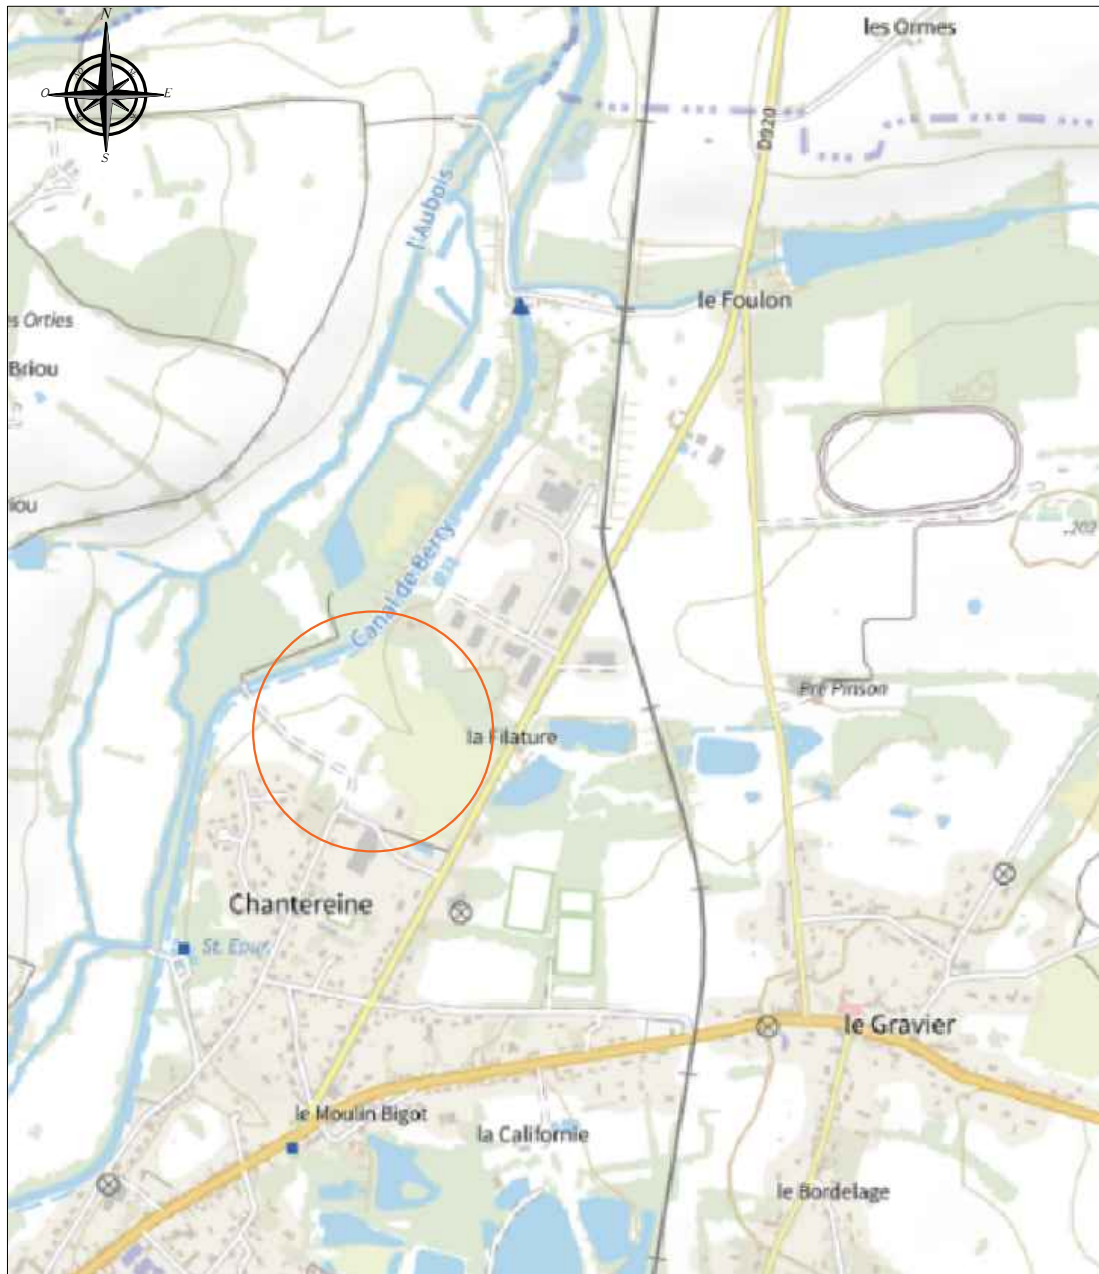 N
O
E
S
les Ormes
D920
l'Aubois
le Foulon
s Orties
Briou
iou
Canal de Berry
202
Pré Pinson
la Filature
Chantereine
St. Epur.
le Gravier
le Moulin Bigot
la Californie
le Bordelage